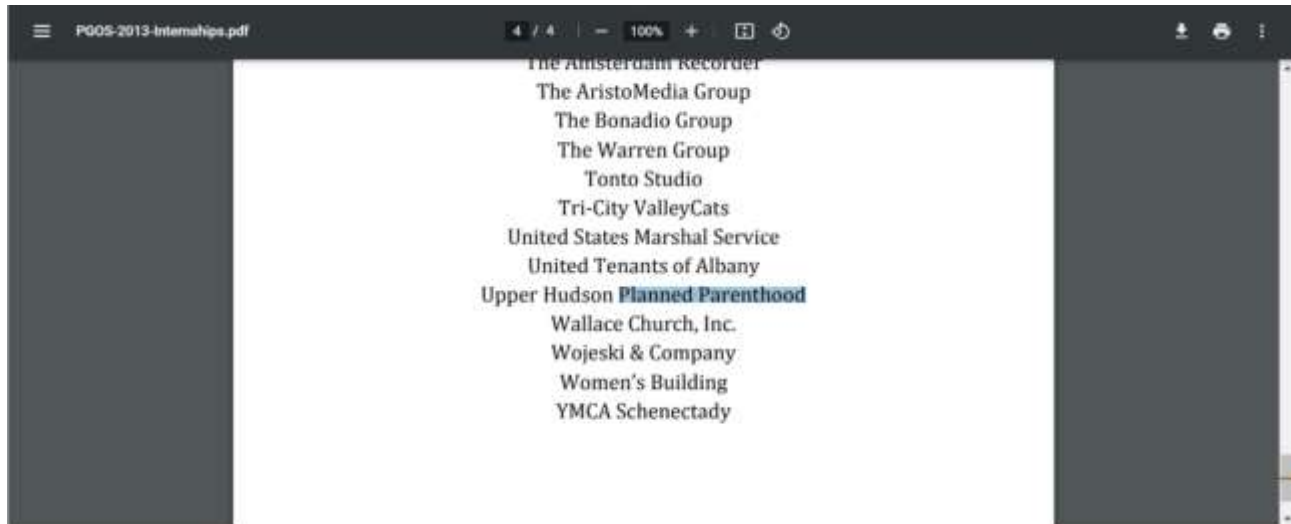 PGOS-2013-Internships.pdf
4 / 4
100%
The Amsterdam Recorder
The AristoMedia Group
The Bonadio Group
The Warren Group
Tonto Studio
Tri-City ValleyCats
United States Marshal Service
United Tenants of Albany
Upper Hudson Planned Parenthood
Wallace Church, Inc.
Wojeski & Company
Women's Building
YMCA Schenectady